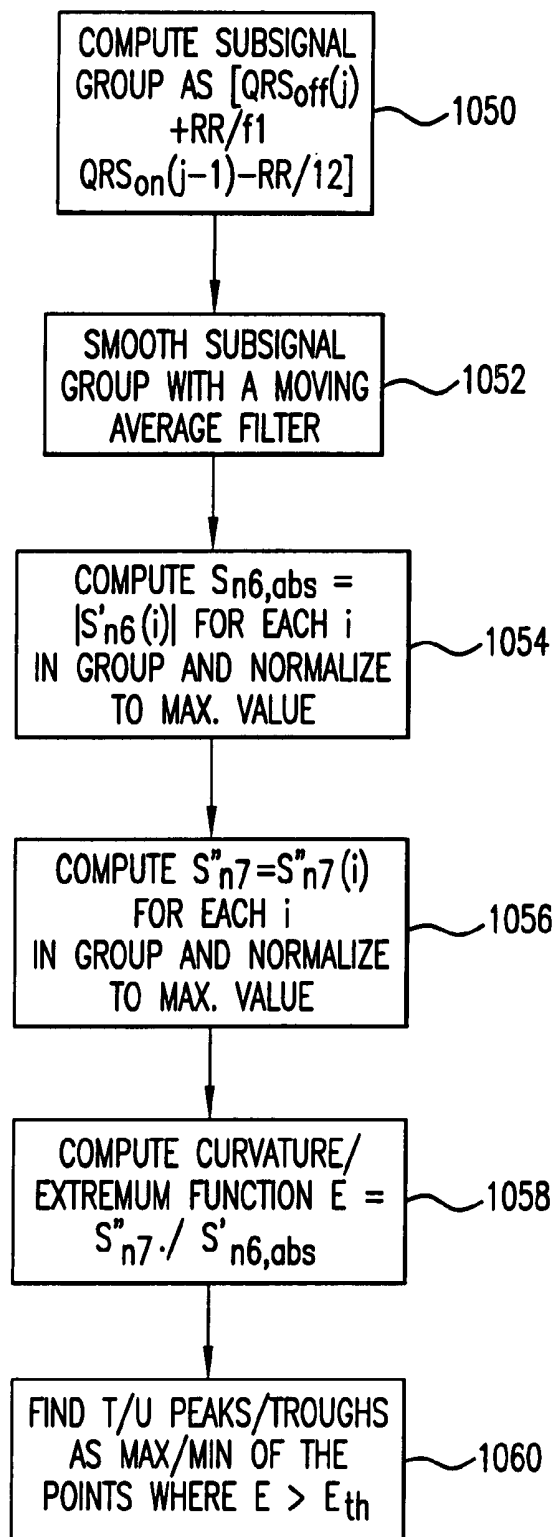 COMPUTE SUBSIGNAL
GROUP AS [QRSoff(j)
+RR/f1
QRSon(j-1)-RR/12]
1050
SMOOTH SUBSIGNAL
GROUP WITH A MOVING
AVERAGE FILTER
1052
COMPUTE Sn6,abs =
|S'n6(i)| FOR EACH i
IN GROUP AND NORMALIZE
TO MAX. VALUE
1054
COMPUTE S"n7=S"n7(i)
FOR EACH i
IN GROUP AND NORMALIZE
TO MAX. VALUE
1056
COMPUTE CURVATURE/
EXTREMUM FUNCTION E =
S"n7./ S'n6,abs
1058
FIND T/U PEAKS/TROUGHS
AS MAX/MIN OF THE
POINTS WHERE E > Eth
1060